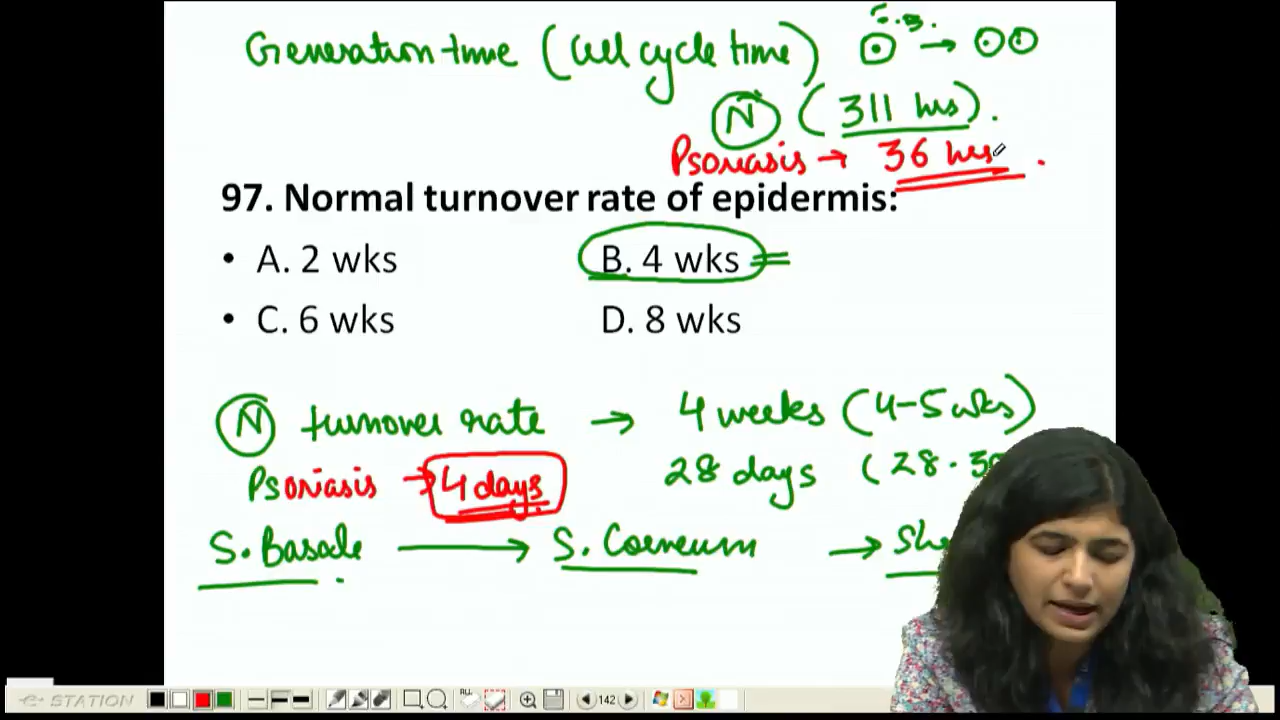 Generation time (Cell cycle time)
N (311 hrs).
Psoriasis → 36 hrs.
97. Normal turnover rate of epidermis:
• A. 2 wks B. 4 wks
• C. 6 wks D. 8 wks
N turnover rate → 4 weeks (4-5 wks)
Psoriasis → 4 days 28 days (28-
S. Basale → S. Corneum →
e-STATION 142